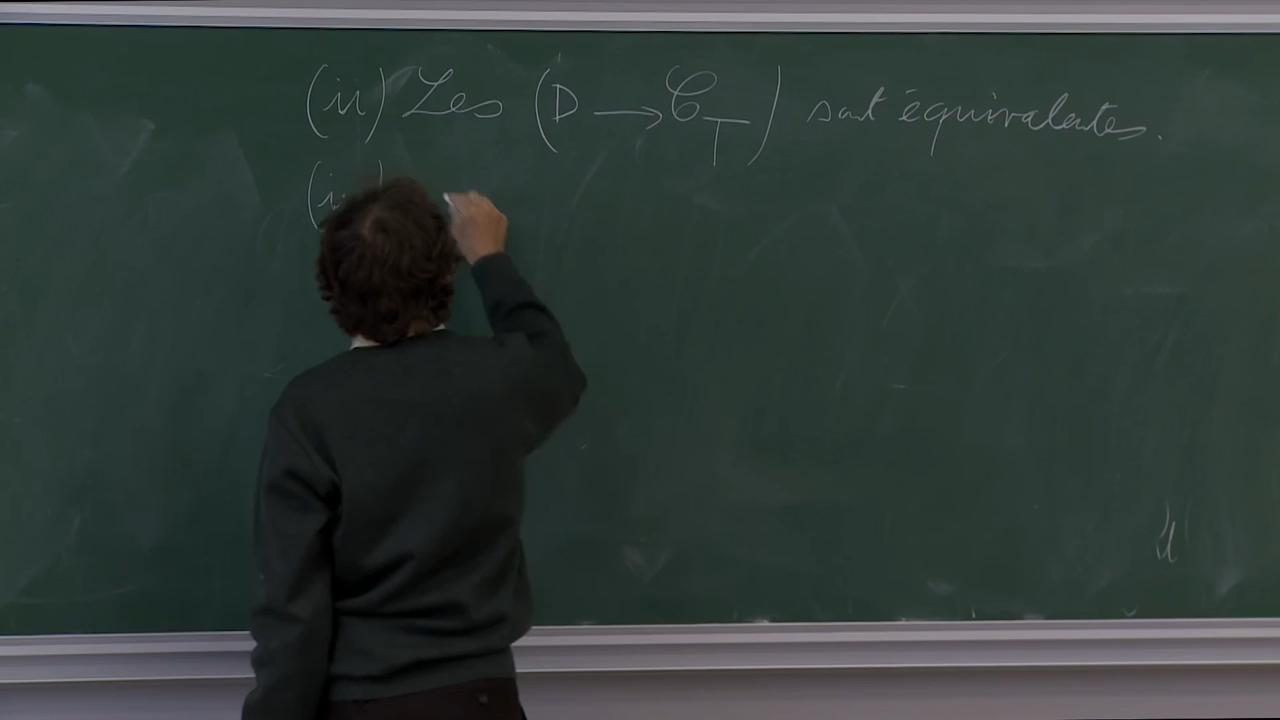 (ii) Les (D → 𝒞_T) sont équivalentes.
(i